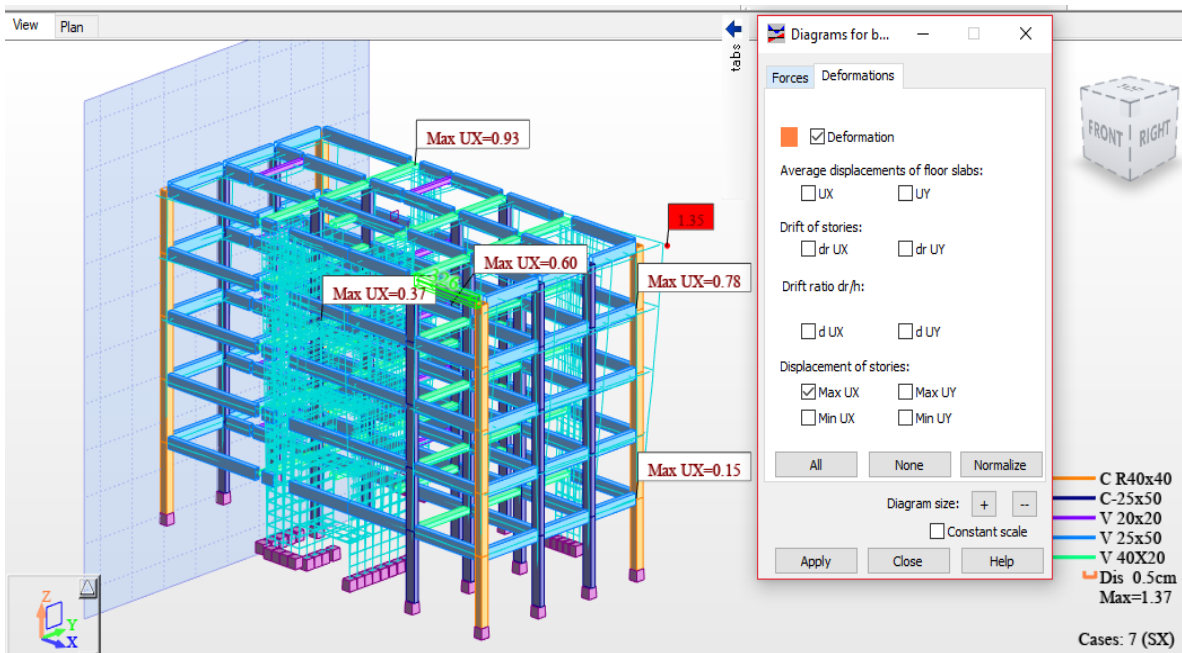 View Plan
tabs
Diagrams for b...
Forces Deformations
Deformation
Average displacements of floor slabs:
UX UY
Drift of stories:
dr UX dr UY
Drift ratio dr/h:
d UX d UY
Displacement of stories:
Max UX Max UY
Min UX Min UY
All None Normalize
Diagram size: + --
Constant scale
Apply Close Help
FRONT RIGHT
Max UX=0.93
1.35
Max UX=0.60
Max UX=0.78
Max UX=0.37
Max UX=0.15
C R40x40
C-25x50
V 20x20
V 25x50
V 40X20
Dis 0.5cm
Max=1.37
Cases: 7 (SX)
Z
Y
X